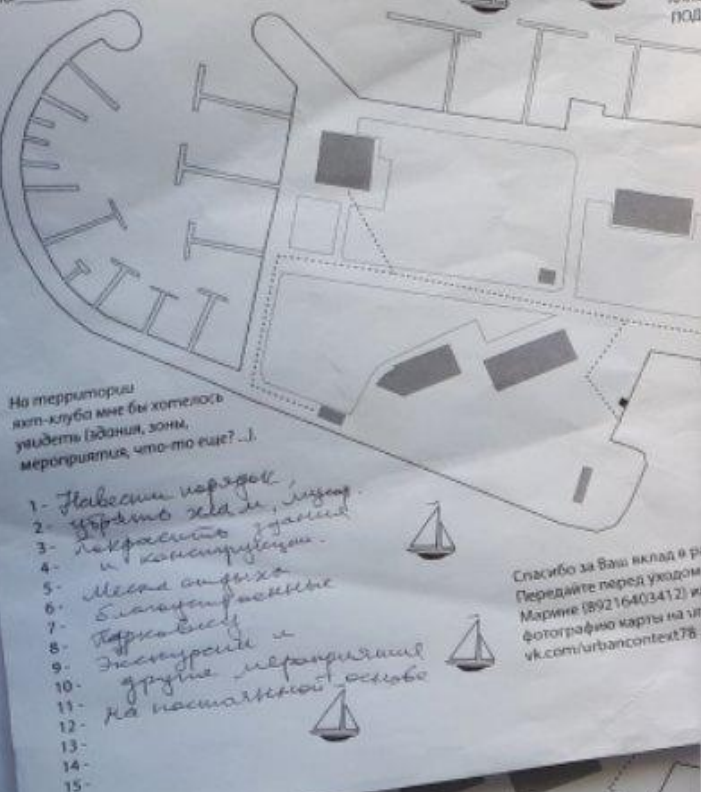 ПОД
На территории
яхт-клуба мне бы хотелось
увидеть (здания, зоны,
мероприятия, что-то еще? ...).
1 - Навести порядок,
2 - убрать хлам, мусор.
3 - покрасить здания
4 - и конструкции.
5 - Места отдыха
6 - благоустроенные
7 - Парковку
8 - Экскурсии и
9 - другие мероприятия
10 - на постоянной основе
11 -
12 -
13 -
14 -
15 -
Спасибо за Ваш вклад в р
Передайте перед уходом
Марине (89216403412) и
фотографию карты на ur
vk.com/urbancontext78